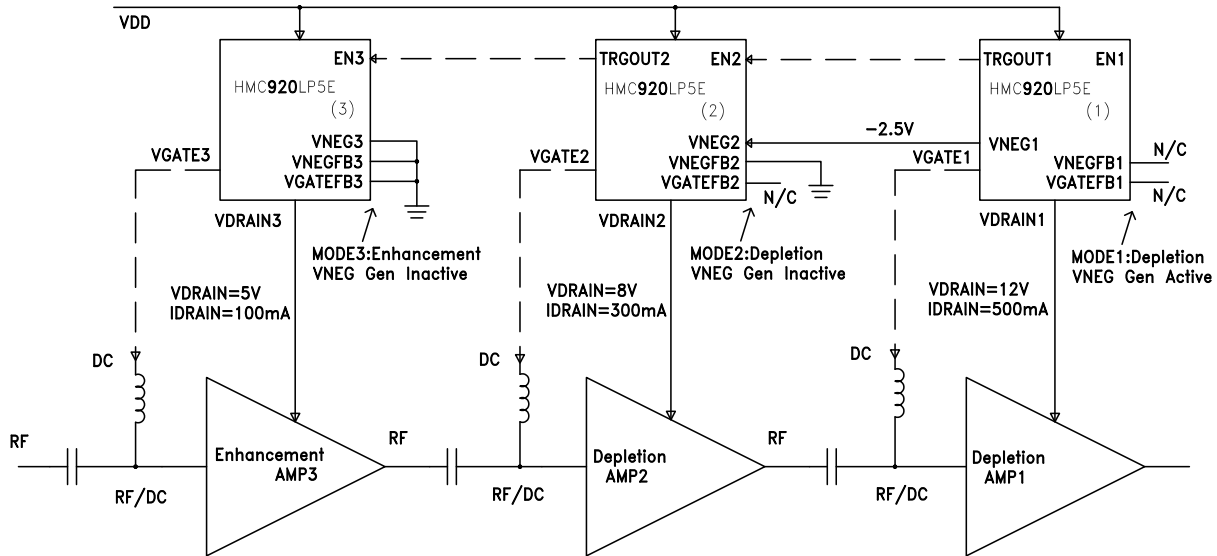 VDD
EN3
HMC920LP5E
(3)
VNEG3
VNEGFB3
VGATEFB3
VGATE3
VDRAIN3
MODE3:Enhancement
VNEG Gen Inactive
VDRAIN=5V
IDRAIN=100mA
DC
RF
RF/DC
Enhancement
AMP3
TRGOUT2
EN2
HMC920LP5E
(2)
VNEG2
VNEGFB2
VGATEFB2
N/C
VGATE2
VDRAIN2
MODE2:Depletion
VNEG Gen Inactive
VDRAIN=8V
IDRAIN=300mA
DC
RF
RF/DC
Depletion
AMP2
TRGOUT1
EN1
HMC920LP5E
(1)
-2.5V
VNEG1
VNEGFB1
VGATEFB1
N/C
N/C
VGATE1
VDRAIN1
MODE1:Depletion
VNEG Gen Active
VDRAIN=12V
IDRAIN=500mA
DC
RF
RF/DC
Depletion
AMP1